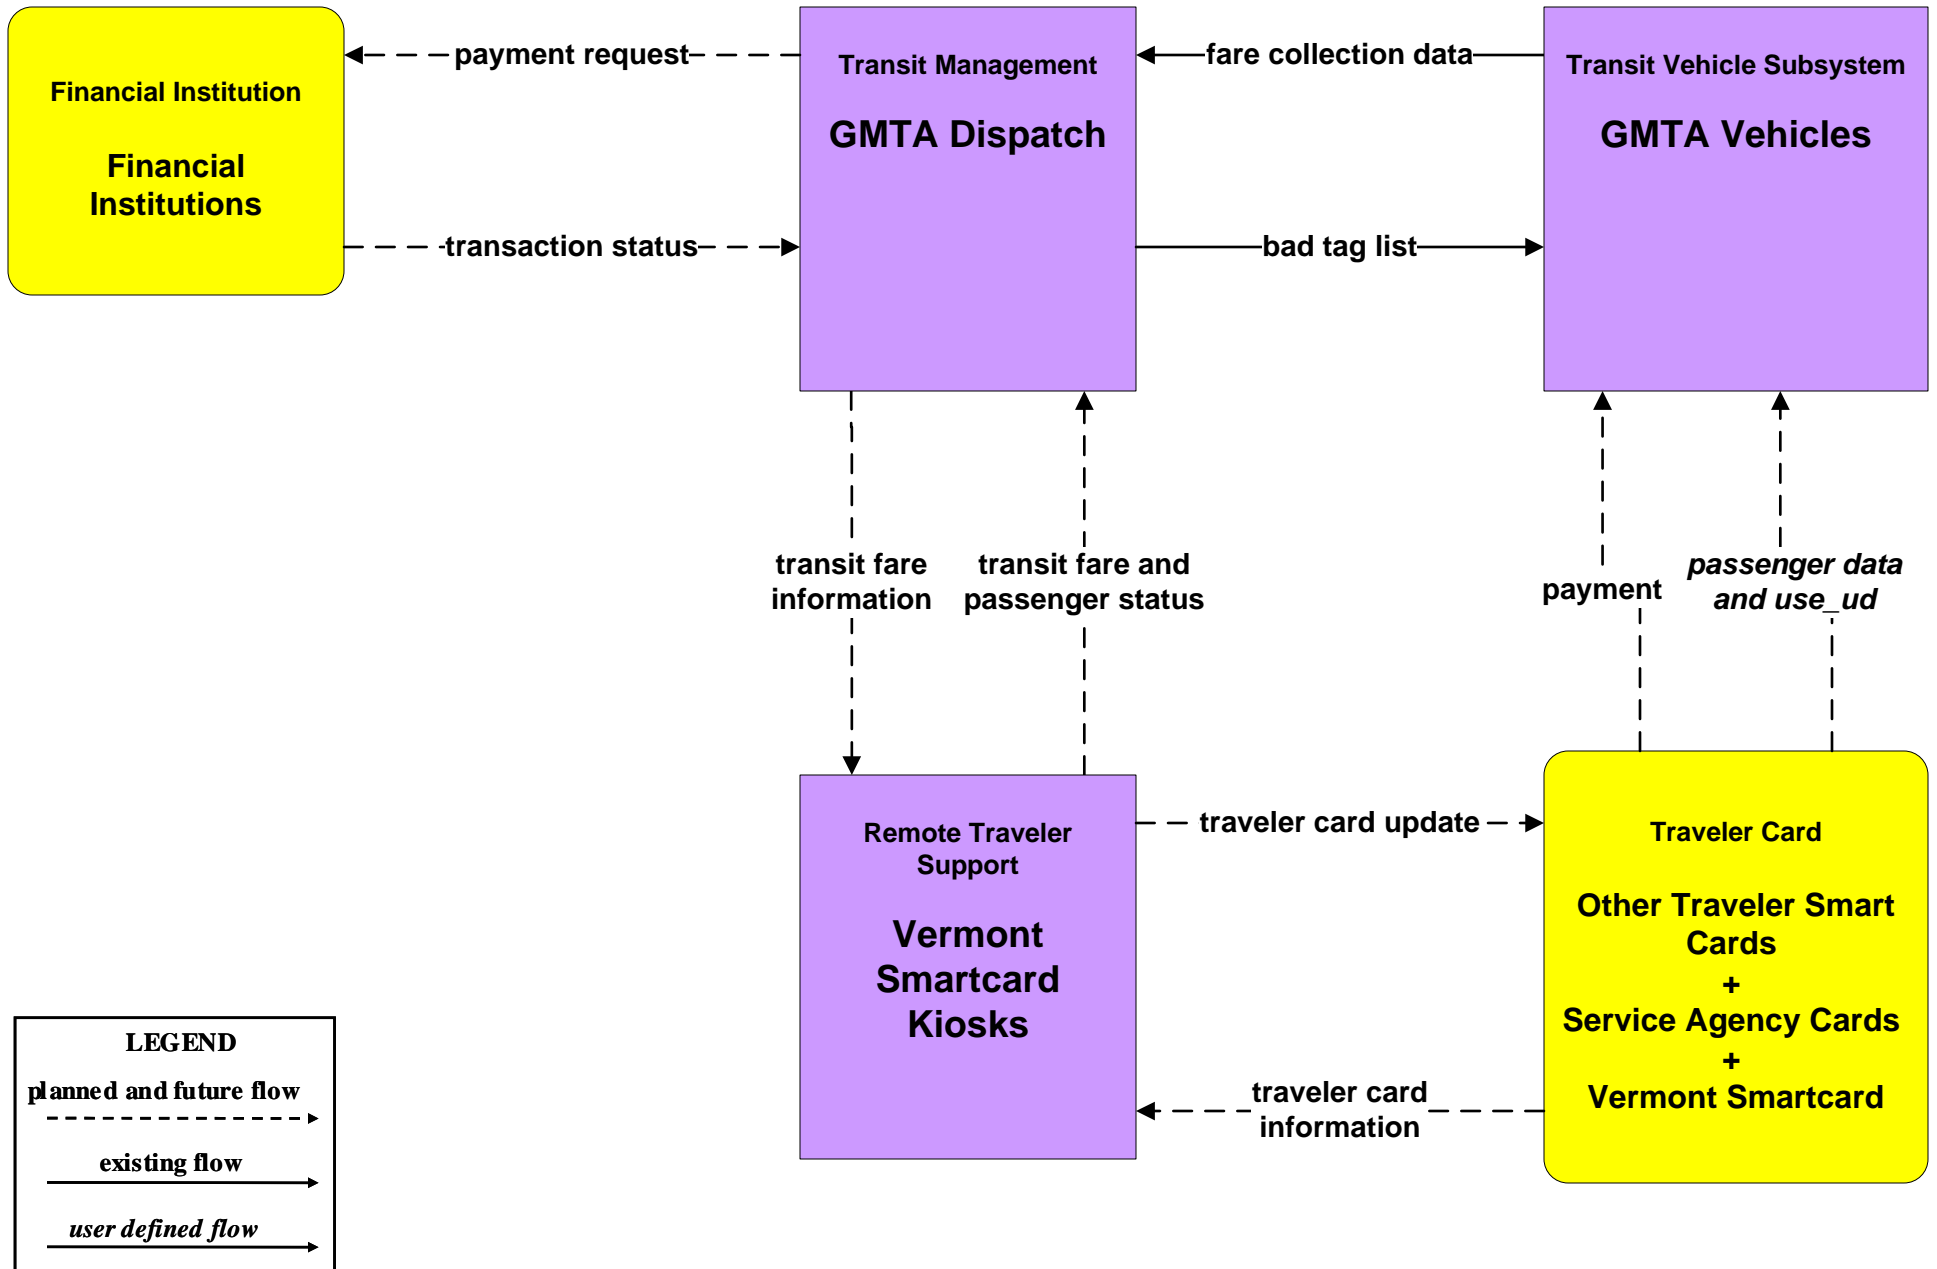 payment request
fare collection data
Financial Institution
Financial
Institutions
Transit Management
GMTA Dispatch
Transit Vehicle Subsystem
GMTA Vehicles
transaction status
bad tag list
transit fare
information
transit fare and
passenger status
payment
passenger data
and use_ud
Remote Traveler
Support
Vermont
Smartcard
Kiosks
traveler card update
Traveler Card
Other Traveler Smart
Cards
+
Service Agency Cards
+
Vermont Smartcard
traveler card
information
LEGEND
planned and future flow
existing flow
user defined flow